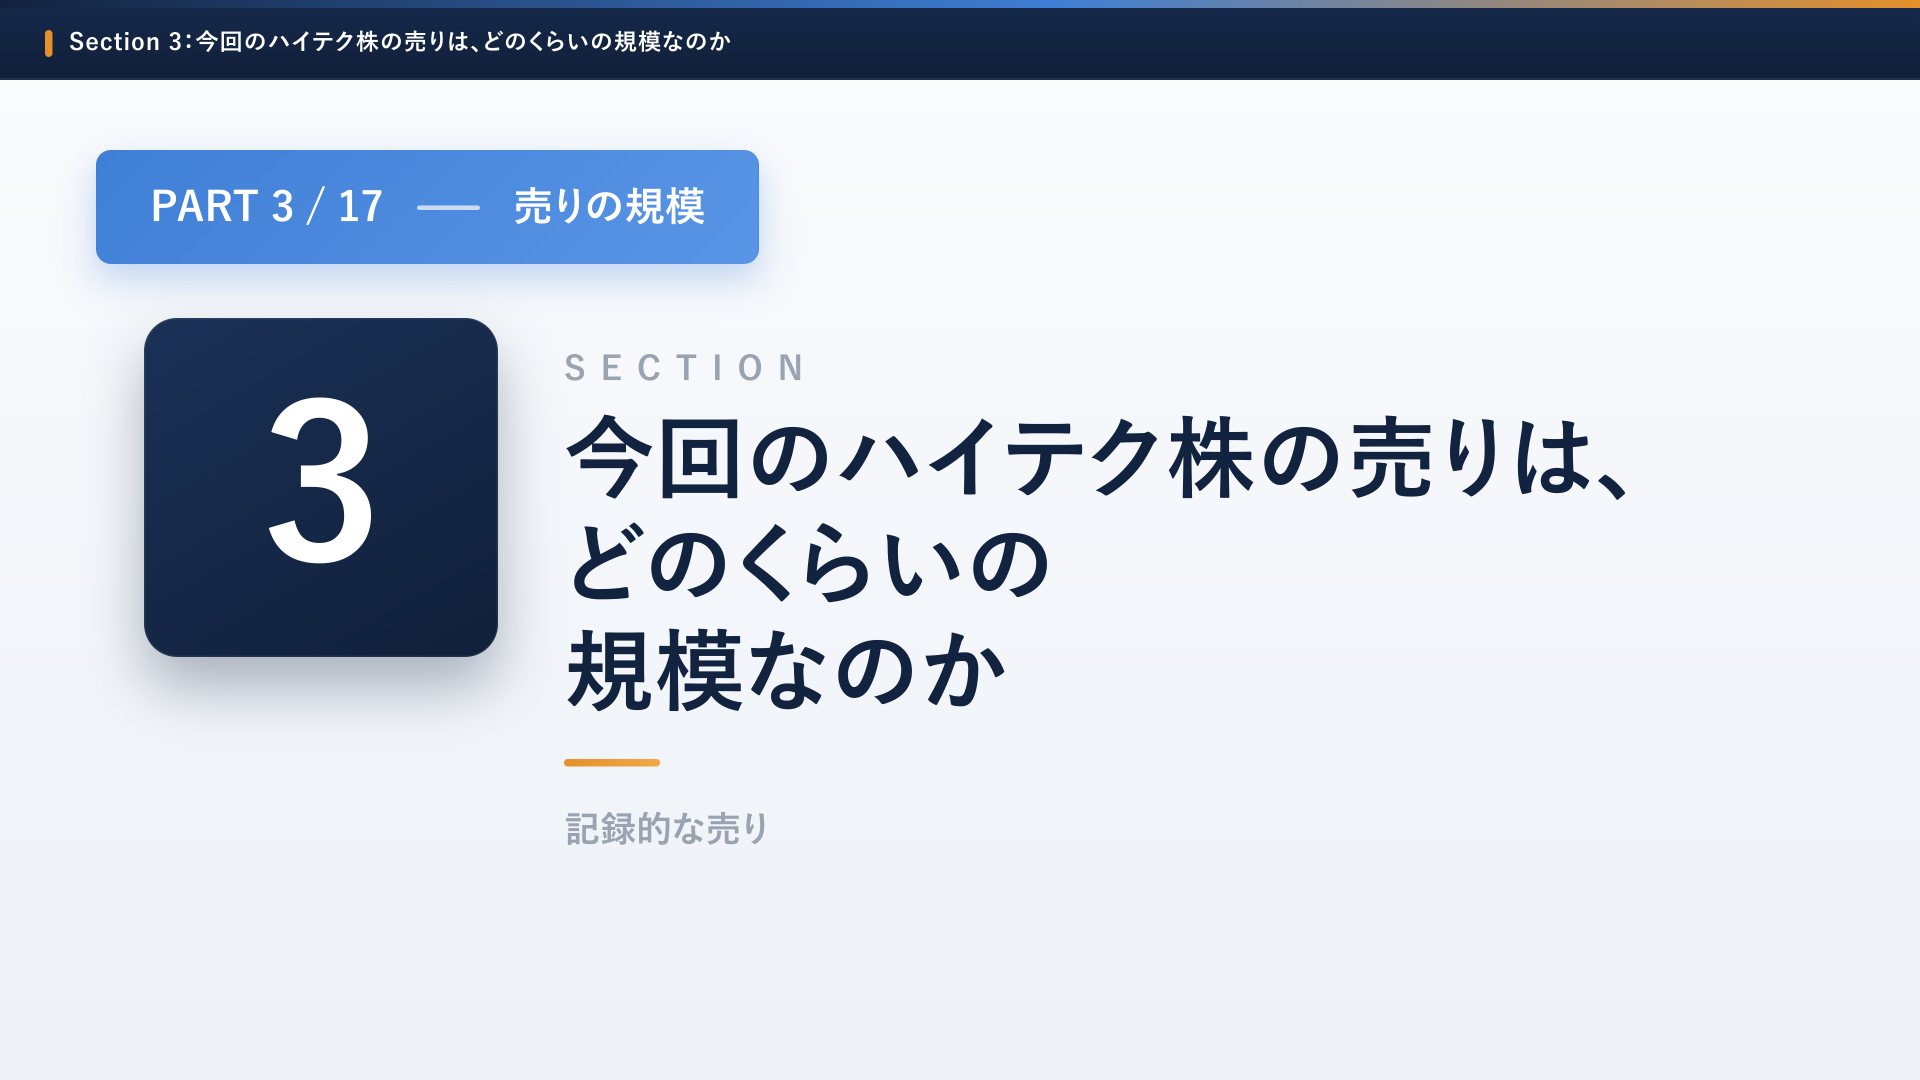 Section 3：今回のハイテク株の売りは、どのくらいの規模なのか
PART 3 / 17 — 売りの規模
3
SECTION
今回のハイテク株の売りは、
どのくらいの
規模なのか
記録的な売り